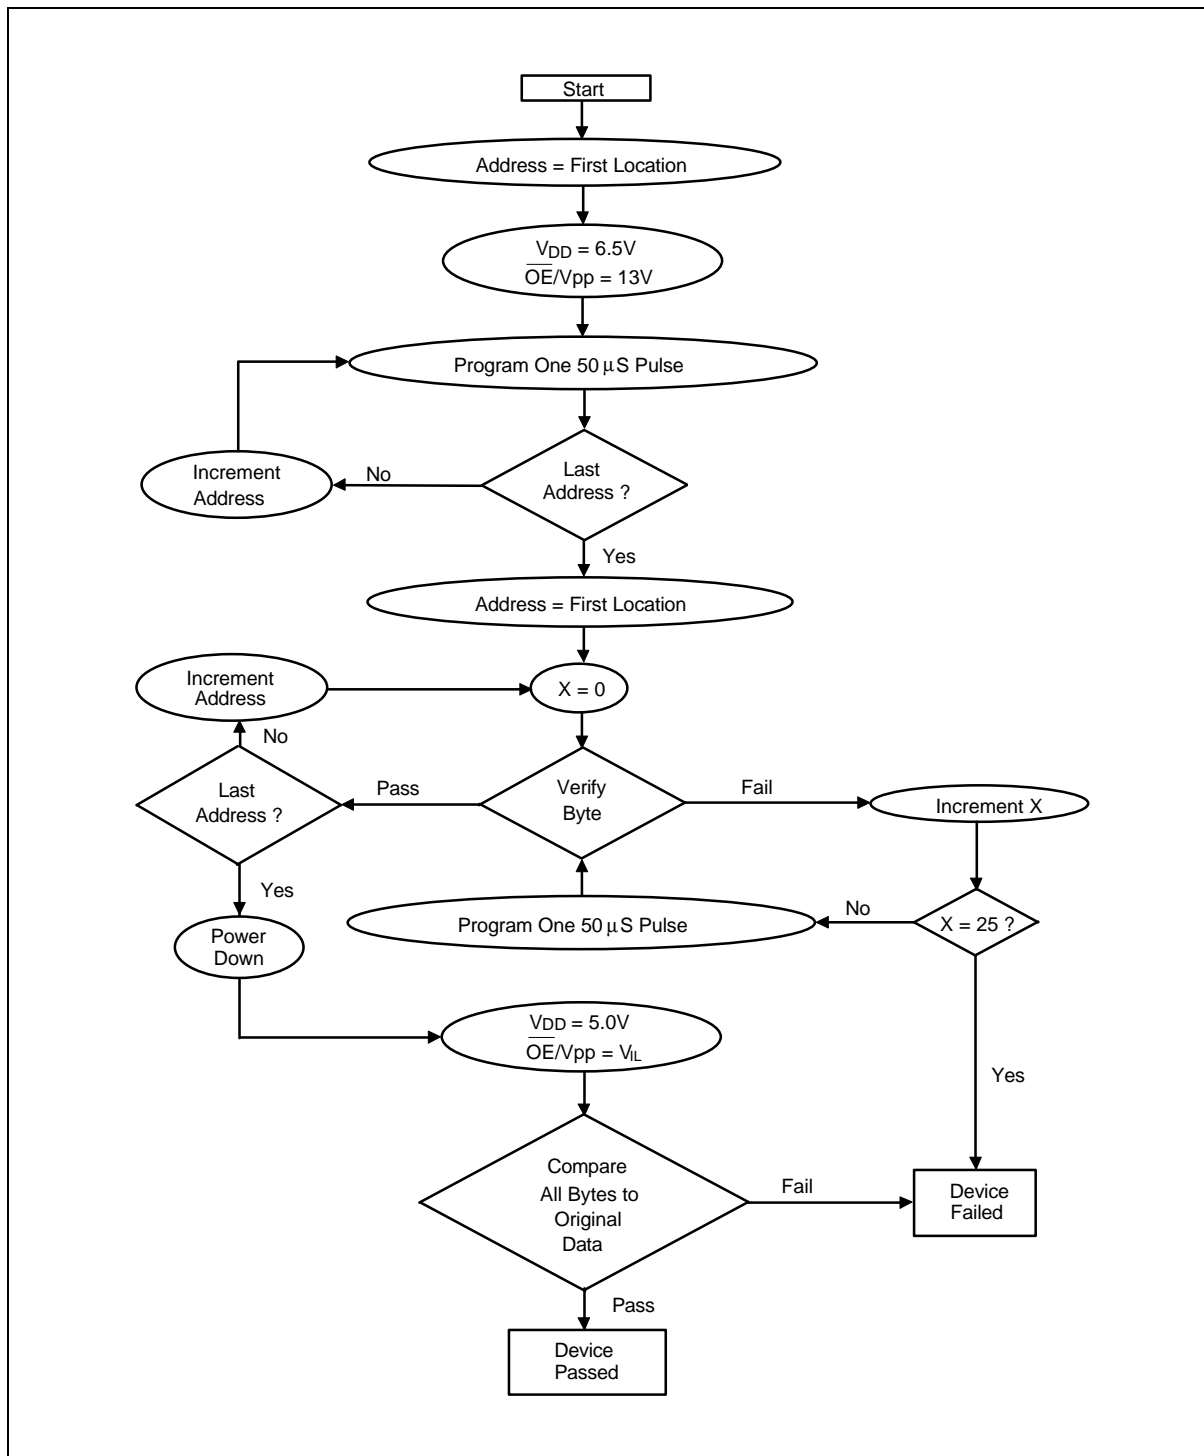 Start
Address = First Location
VDD = 6.5V
OE/Vpp = 13V
Program One 50 μS Pulse
Increment
Address
No
Last
Address ?
Yes
Address = First Location
Increment
Address
X = 0
No
Last
Address ?
Pass
Verify
Byte
Fail
Increment X
Yes
Program One 50 μS Pulse
No
X = 25 ?
Power
Down
VDD = 5.0V
OE/Vpp = VIL
Yes
Compare
All Bytes to
Original
Data
Fail
Device
Failed
Pass
Device
Passed